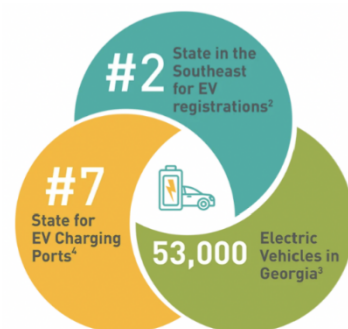 #2
State in the
Southeast
for EV
registrations²
#7
State for
EV Charging
Ports⁴
53,000
Electric
Vehicles in
Georgia³